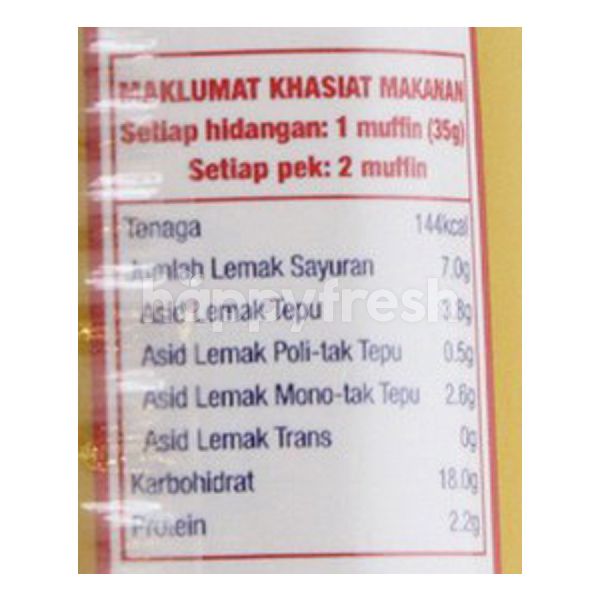 MAKLUMAT KHASIAT MAKANAN
Setiap hidangan: 1 muffin (35g)
Setiap pek: 2 muffin
Tenaga 144kcal
Jumlah Lemak Sayuran 7.0g
Asid Lemak Tepu 3.8g
happyfresh
Asid Lemak Poli-tak Tepu 0.5g
Asid Lemak Mono-tak Tepu 2.6g
Asid Lemak Trans 0g
Karbohidrat 18.0g
Protein 2.2g